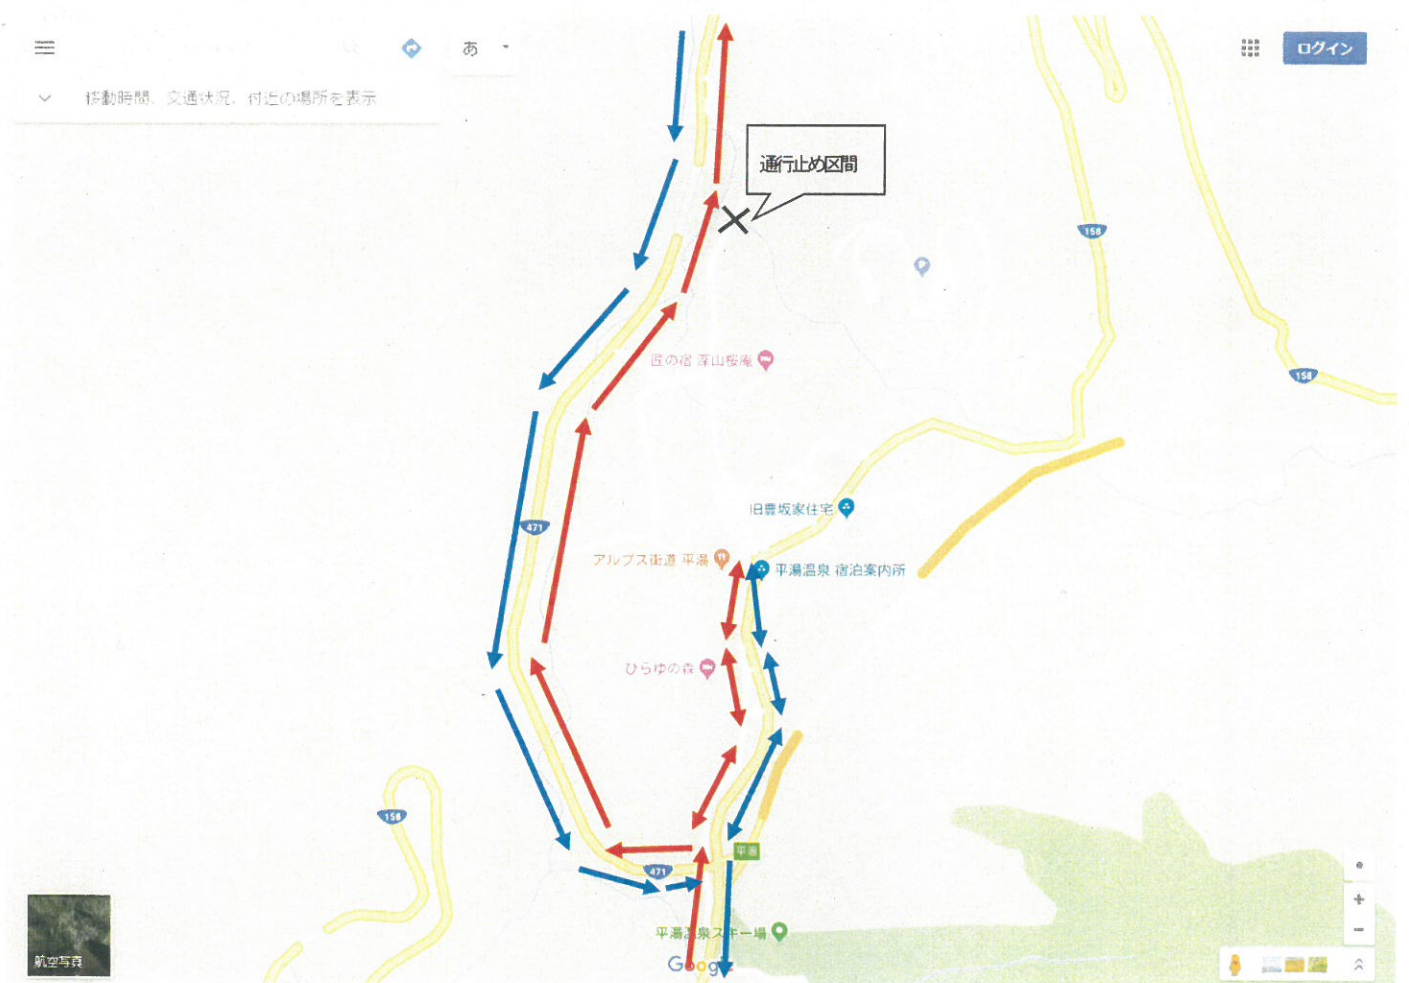 あ
ログイン
移動時間、交通状況、付近の場所を表示
通行止め区間
158
匠の宿 深山桜庵
158
旧豊坂家住宅
471
アルプス街道 平湯
平湯温泉 宿泊案内所
ひらゆの森
158
平湯
471
平湯温泉スキー場
航空写真
Google